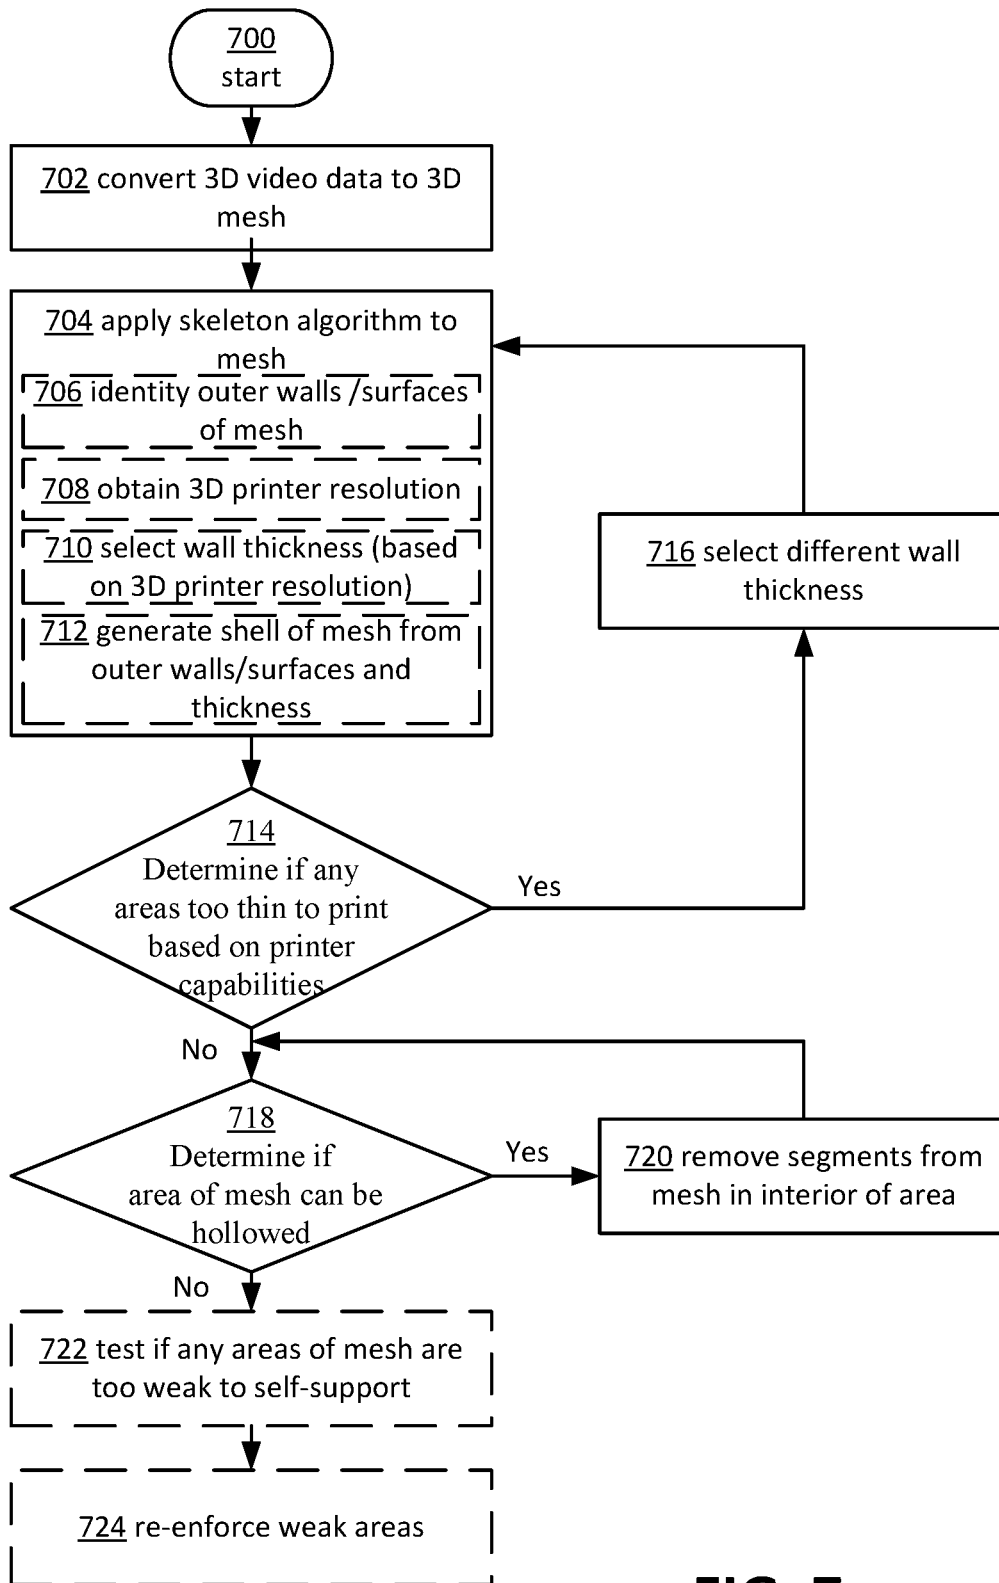 700
start
702 convert 3D video data to 3D
mesh
704 apply skeleton algorithm to
mesh
706 identity outer walls /surfaces
of mesh
708 obtain 3D printer resolution
710 select wall thickness (based
on 3D printer resolution)
712 generate shell of mesh from
outer walls/surfaces and
thickness
716 select different wall
thickness
714
Determine if any
areas too thin to print
based on printer
capabilities
Yes
No
718
Determine if
area of mesh can be
hollowed
Yes
720 remove segments from
mesh in interior of area
No
722 test if any areas of mesh are
too weak to self-support
724 re-enforce weak areas